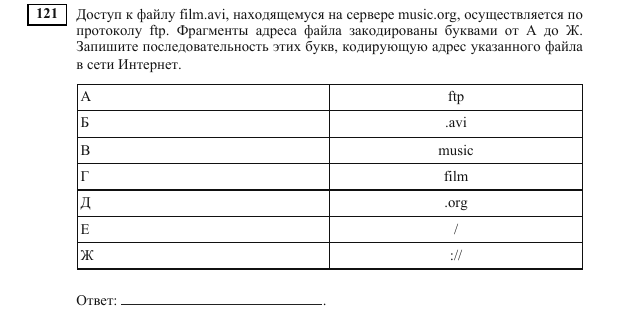 121
Доступ к файлу film.avi, находящемуся на сервере music.org, осуществляется по
протоколу ftp. Фрагменты адреса файла закодированы буквами от А до Ж.
Запишите последовательность этих букв, кодирующую адрес указанного файла
в сети Интернет.
А ftp
Б .avi
В music
Г film
Д .org
Е /
Ж ://
Ответ: ______________________________.